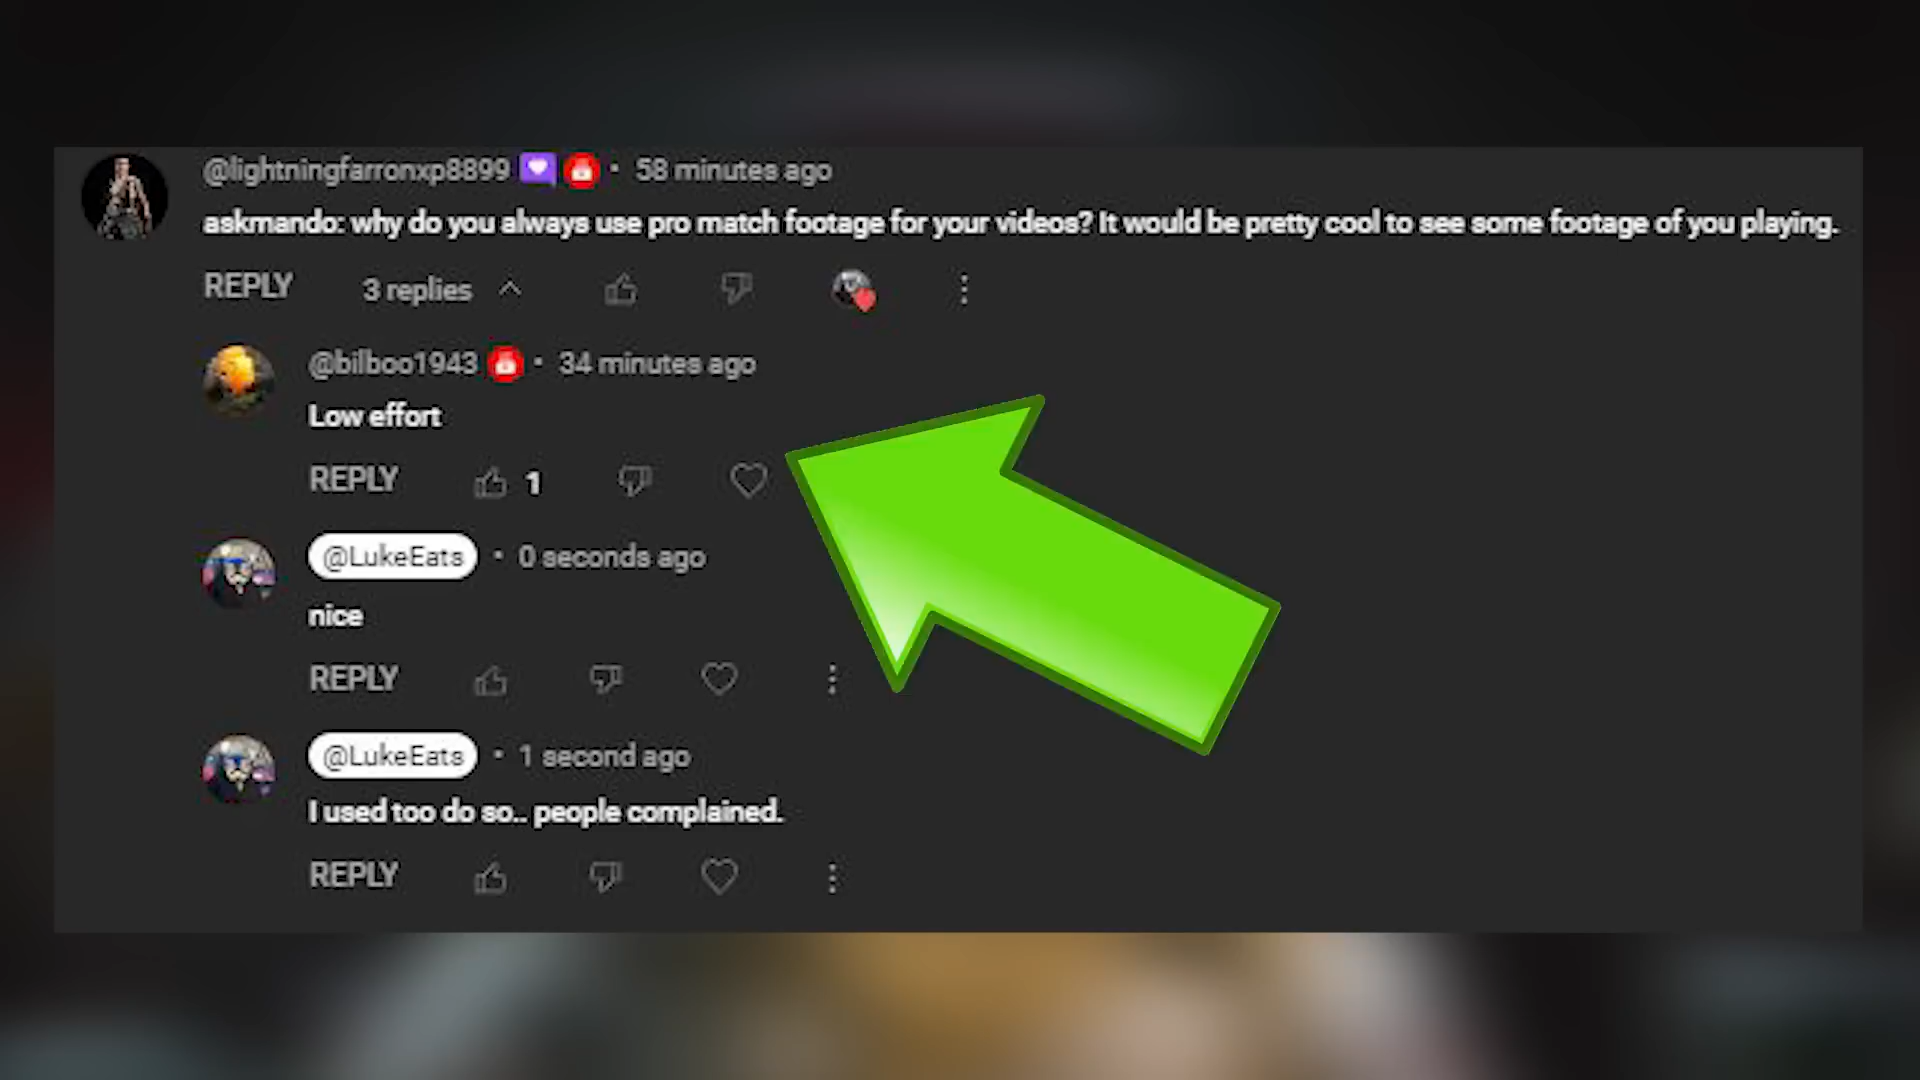 @lightningfarronxp8899 • 58 minutes ago
askmando: why do you always use pro match footage for your videos? It would be pretty cool to see some footage of you playing.
REPLY 3 replies
@bilboo1943 • 34 minutes ago
Low effort
REPLY 1
@LukeEats • 0 seconds ago
nice
REPLY
@LukeEats • 1 second ago
I used too do so.. people complained.
REPLY